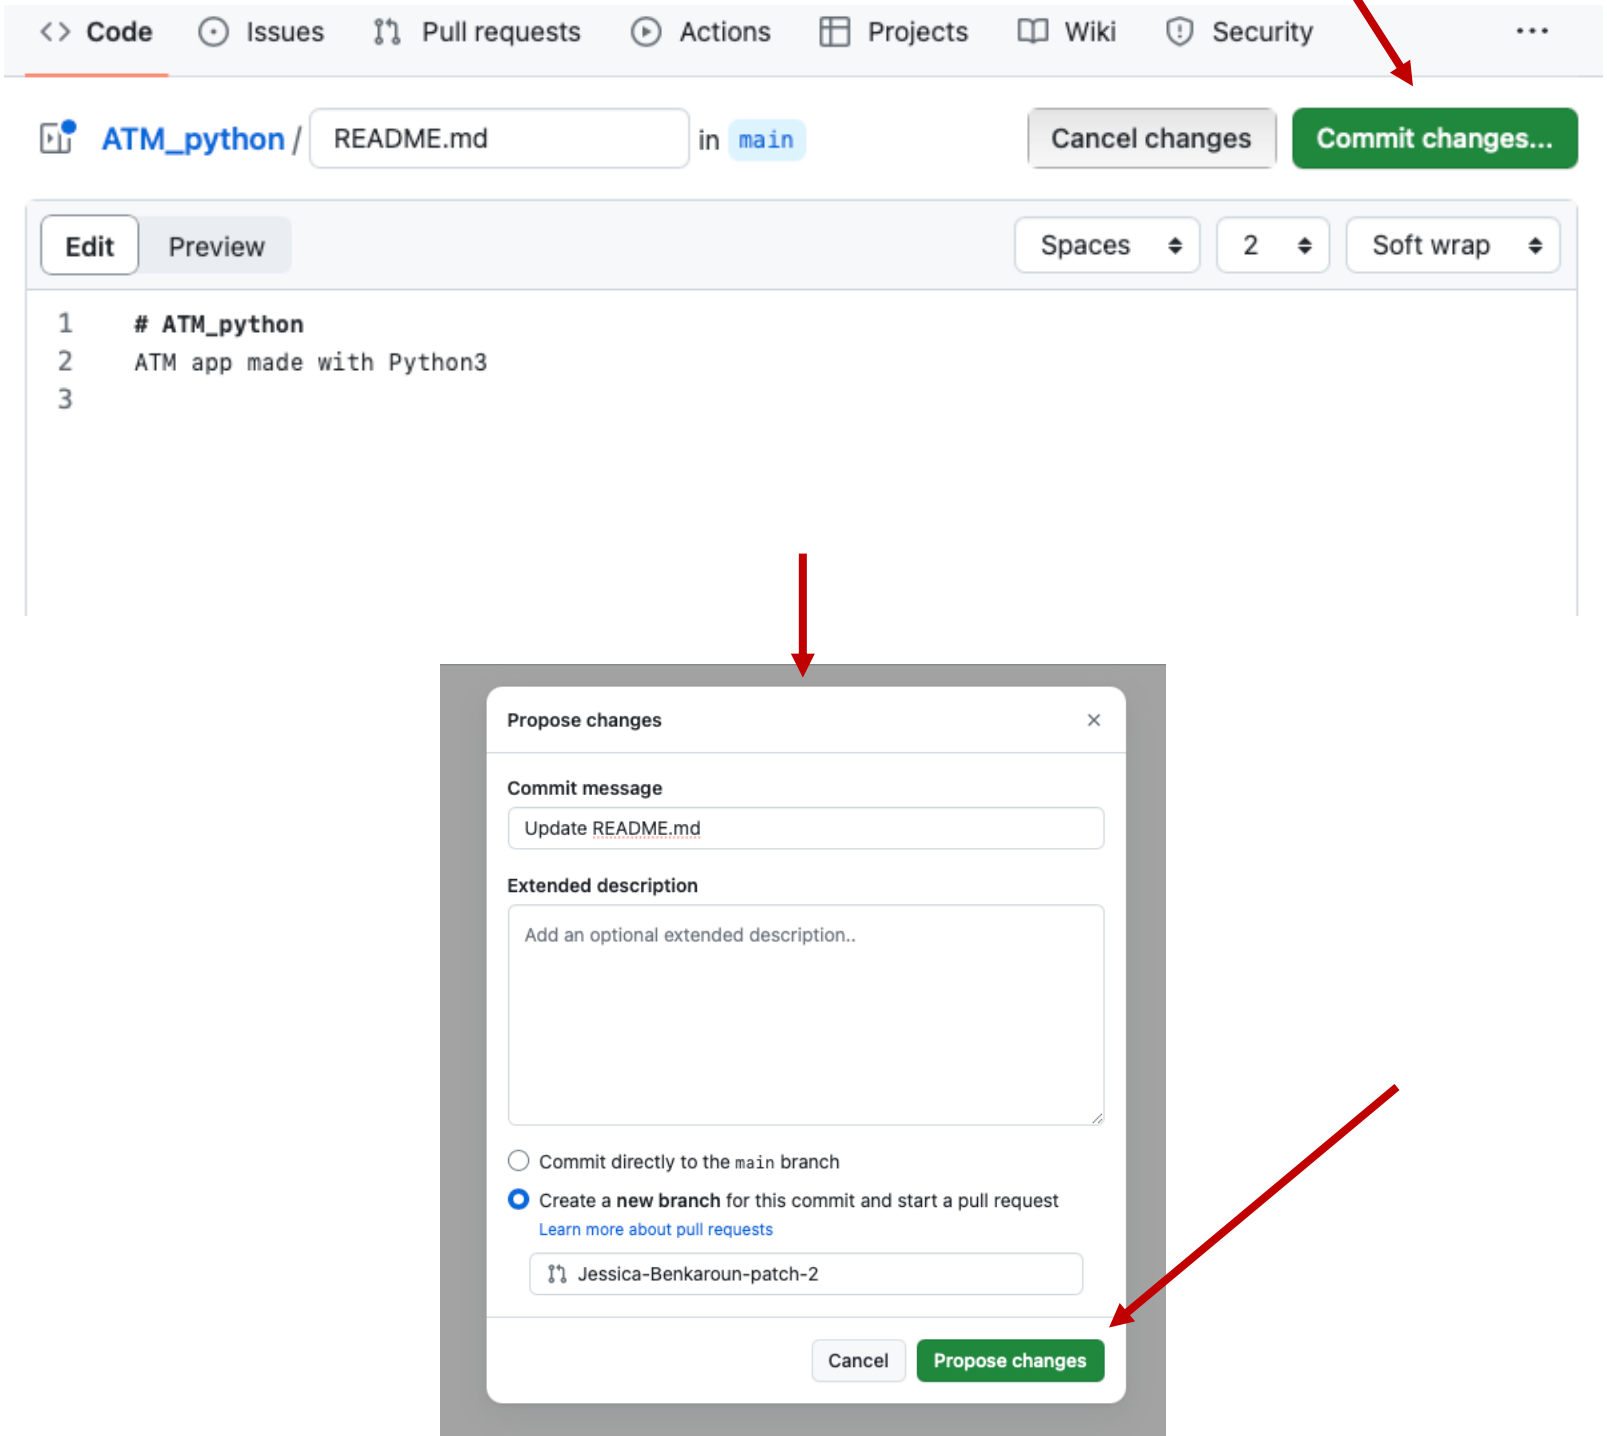 <> Code Issues Pull requests Actions Projects Wiki Security ...
ATM_python / README.md in main Cancel changes Commit changes...
Edit Preview Spaces 2 Soft wrap
1 # ATM_python
2 ATM app made with Python3
3
Propose changes ×
Commit message
Update README.md
Extended description
Add an optional extended description..
Commit directly to the main branch
Create a new branch for this commit and start a pull request
Learn more about pull requests
Jessica-Benkaroun-patch-2
Cancel Propose changes